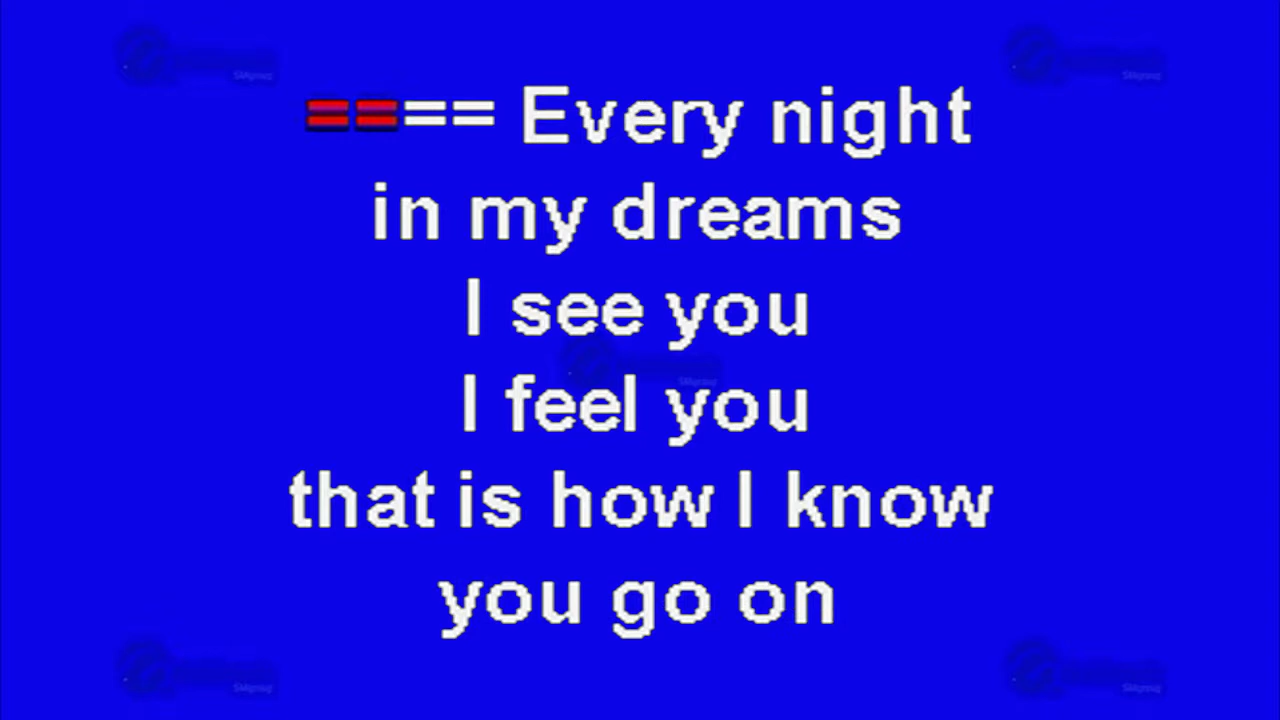 ==== Every night
in my dreams
I see you
I feel you
that is how I know
you go on